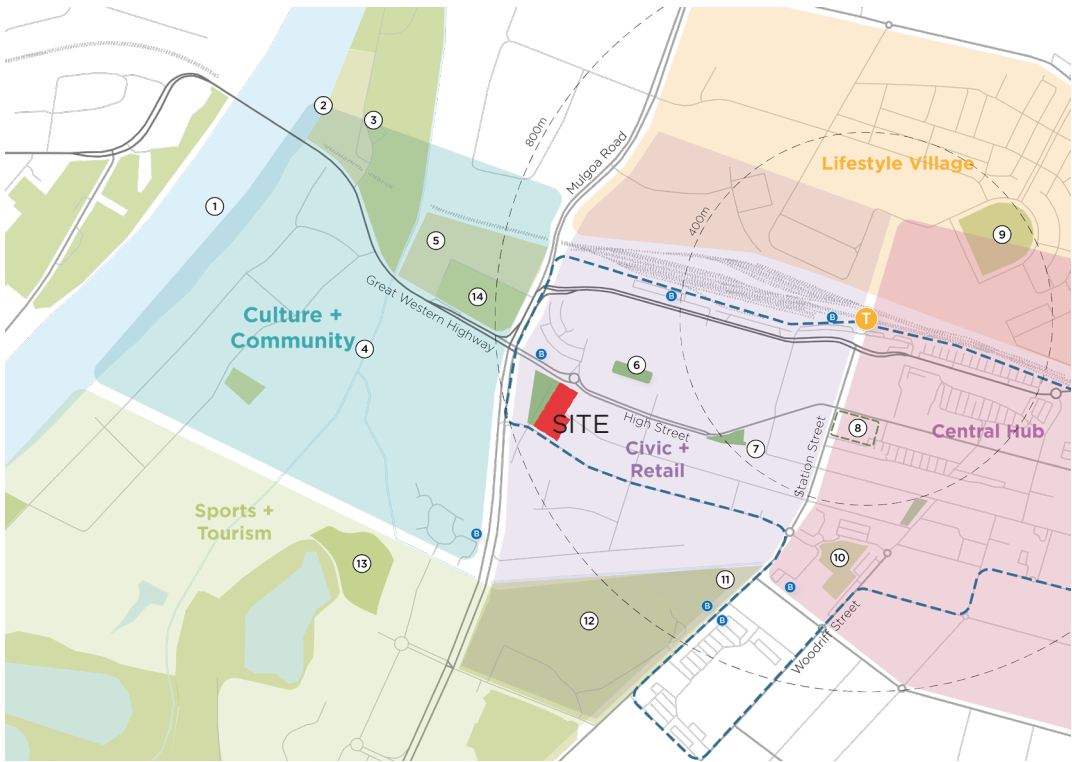 2
3
800m
Mulgoa Road
Lifestyle Village
1
400m
9
5
14
Great Western Highway
B
B
T
Culture +
Community
4
B
6
SITE
High Street
7
Civic +
Retail
Station Street
8
Central Hub
Sports +
Tourism
B
13
10
11
B
B
B
12
Woodriff Street